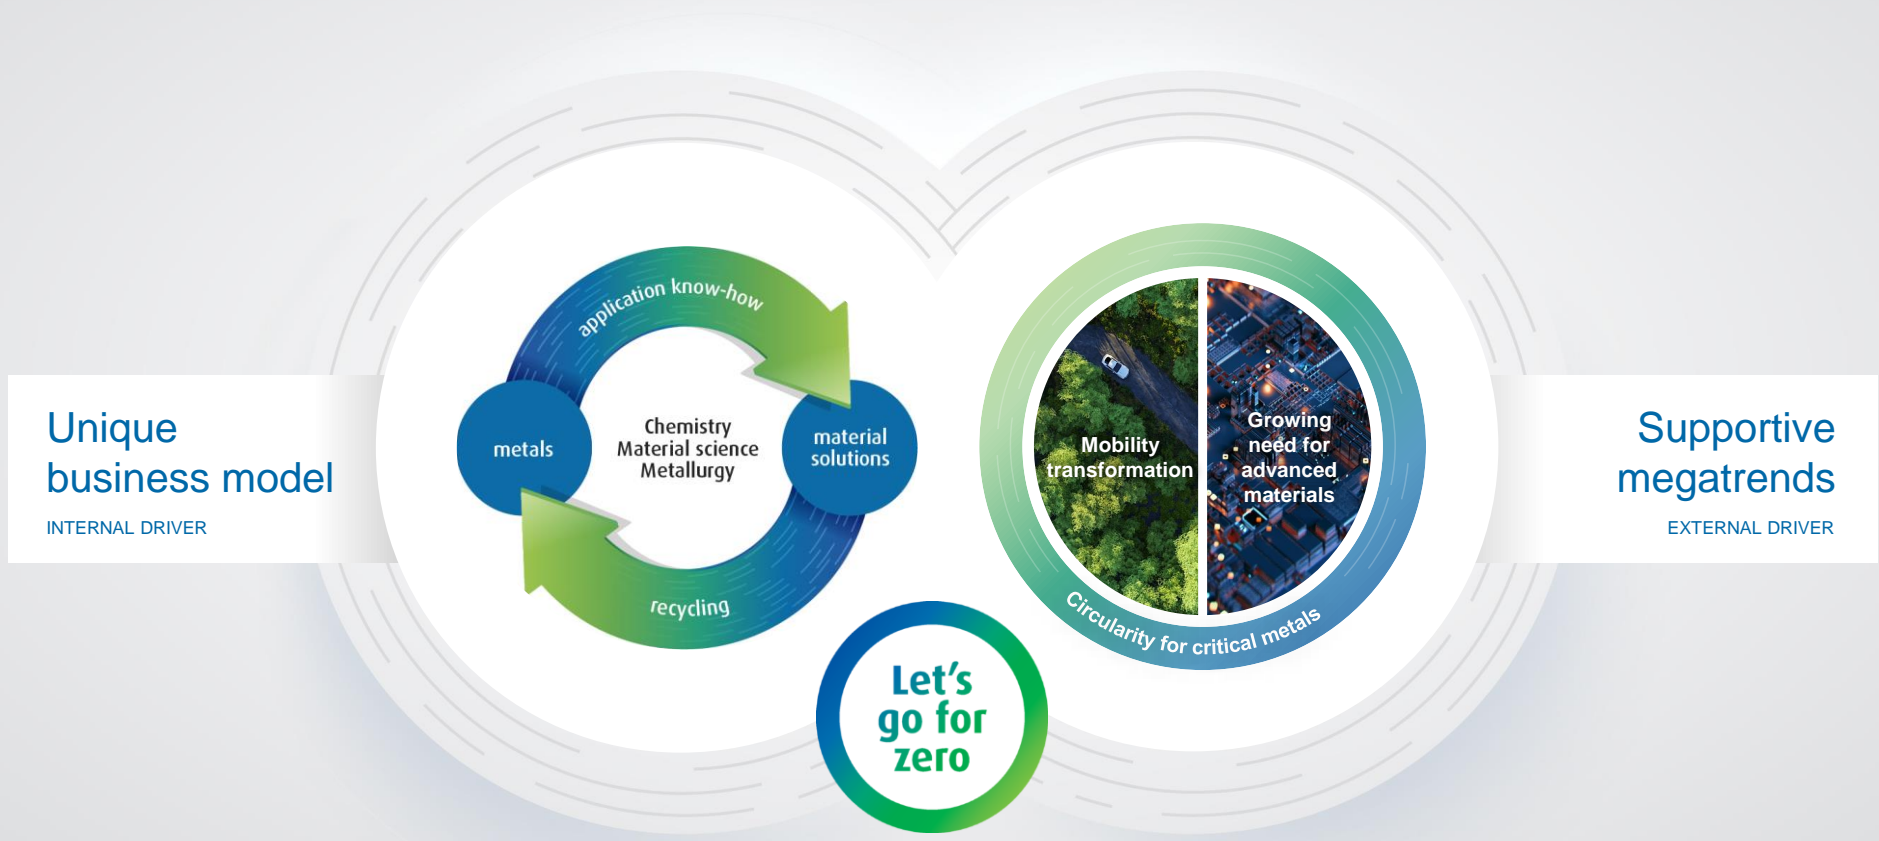 Unique
business model
INTERNAL DRIVER
application know-how
metals
Chemistry
Material science
Metallurgy
material
solutions
recycling
Let's
go for
zero
Mobility
transformation
Growing
need for
advanced
materials
Circularity for critical metals
Supportive
megatrends
EXTERNAL DRIVER